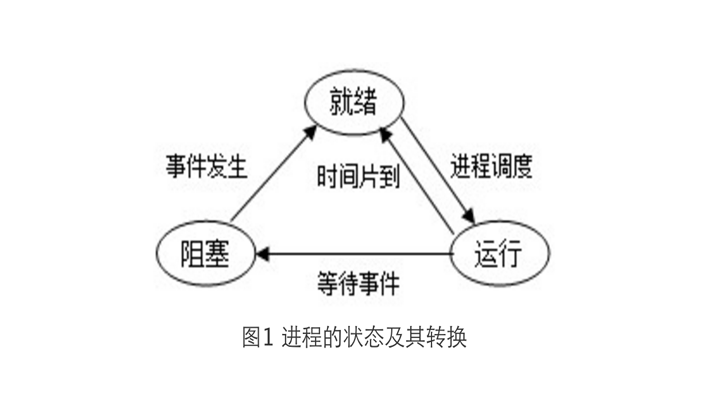 就绪
事件发生
时间片到
进程调度
阻塞
运行
等待事件
图1 进程的状态及其转换